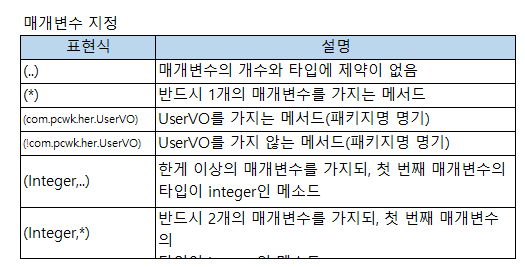 매개변수 지정
표현식 설명
(..) 매개변수의 개수와 타입에 제약이 없음
(*) 반드시 1개의 매개변수를 가지는 메서드
(com.pcwk.her.UserVO) UserVO를 가지는 메서드(패키지명 명기)
(!com.pcwk.her.UserVO) UserVO를 가지 않는 메서드(패키지명 명기)
(Integer,..) 한게 이상의 매개변수를 가지되, 첫 번째 매개변수의
타입이 integer인 메소드
(Integer,*) 반드시 2개의 매개변수를 가지되, 첫 번째 매개변수
의